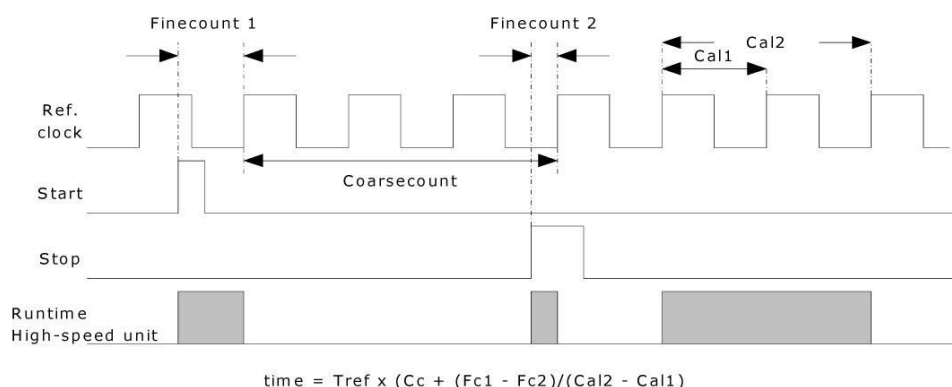 Finecount 1
Finecount 2
Cal2
Cal1
Ref.
clock
Coarsecount
Start
Stop
Runtime
High-speed unit
time = Tref x (Cc + (Fc1 - Fc2)/(Cal2 - Cal1)